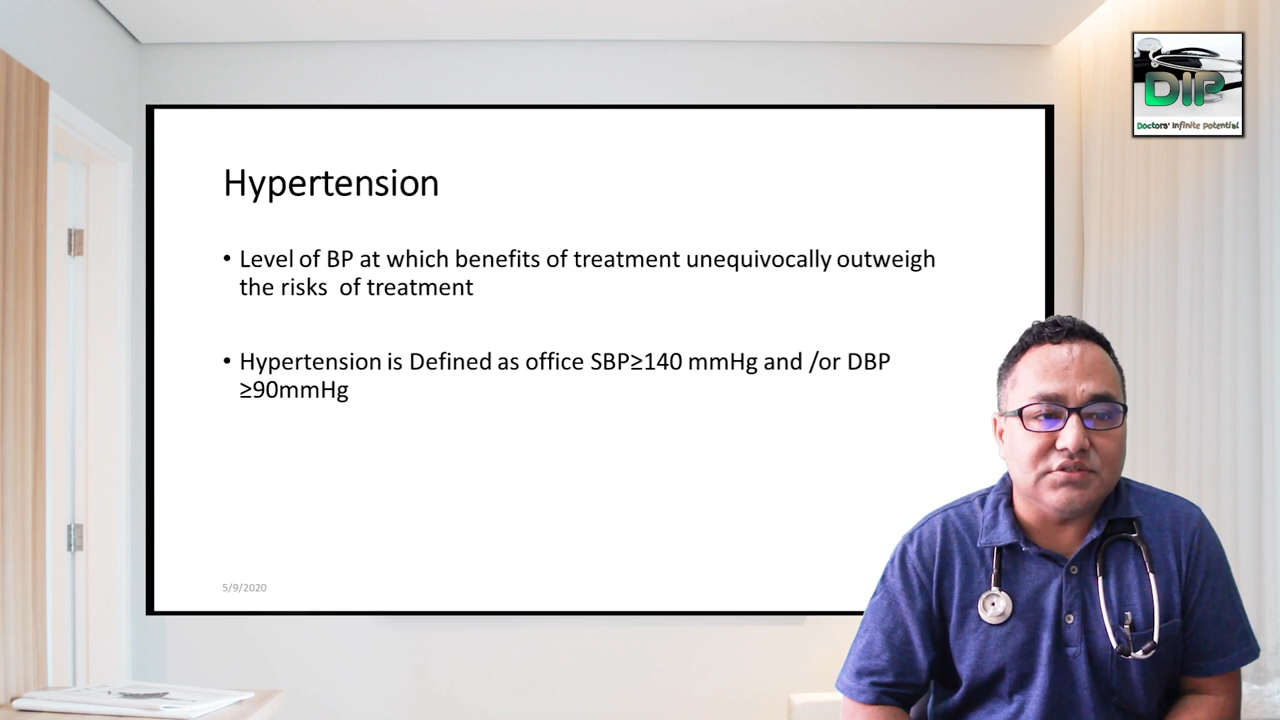 DIP
Doctors' Infinite Potential
Hypertension
• Level of BP at which benefits of treatment unequivocally outweigh
the risks  of treatment
• Hypertension is Defined as office SBP≥140 mmHg and /or DBP
≥90mmHg
5/9/2020